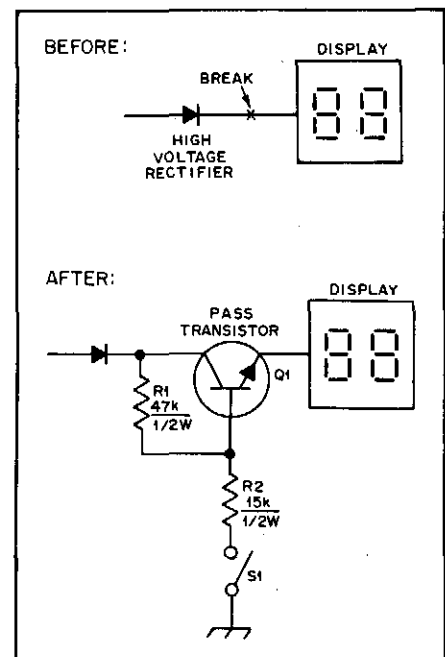 BEFORE:
DISPLAY
BREAK
HIGH
VOLTAGE
RECTIFIER
AFTER:
DISPLAY
PASS
TRANSISTOR
Q1
R1
47k
1/2W
R2
15k
1/2W
S1